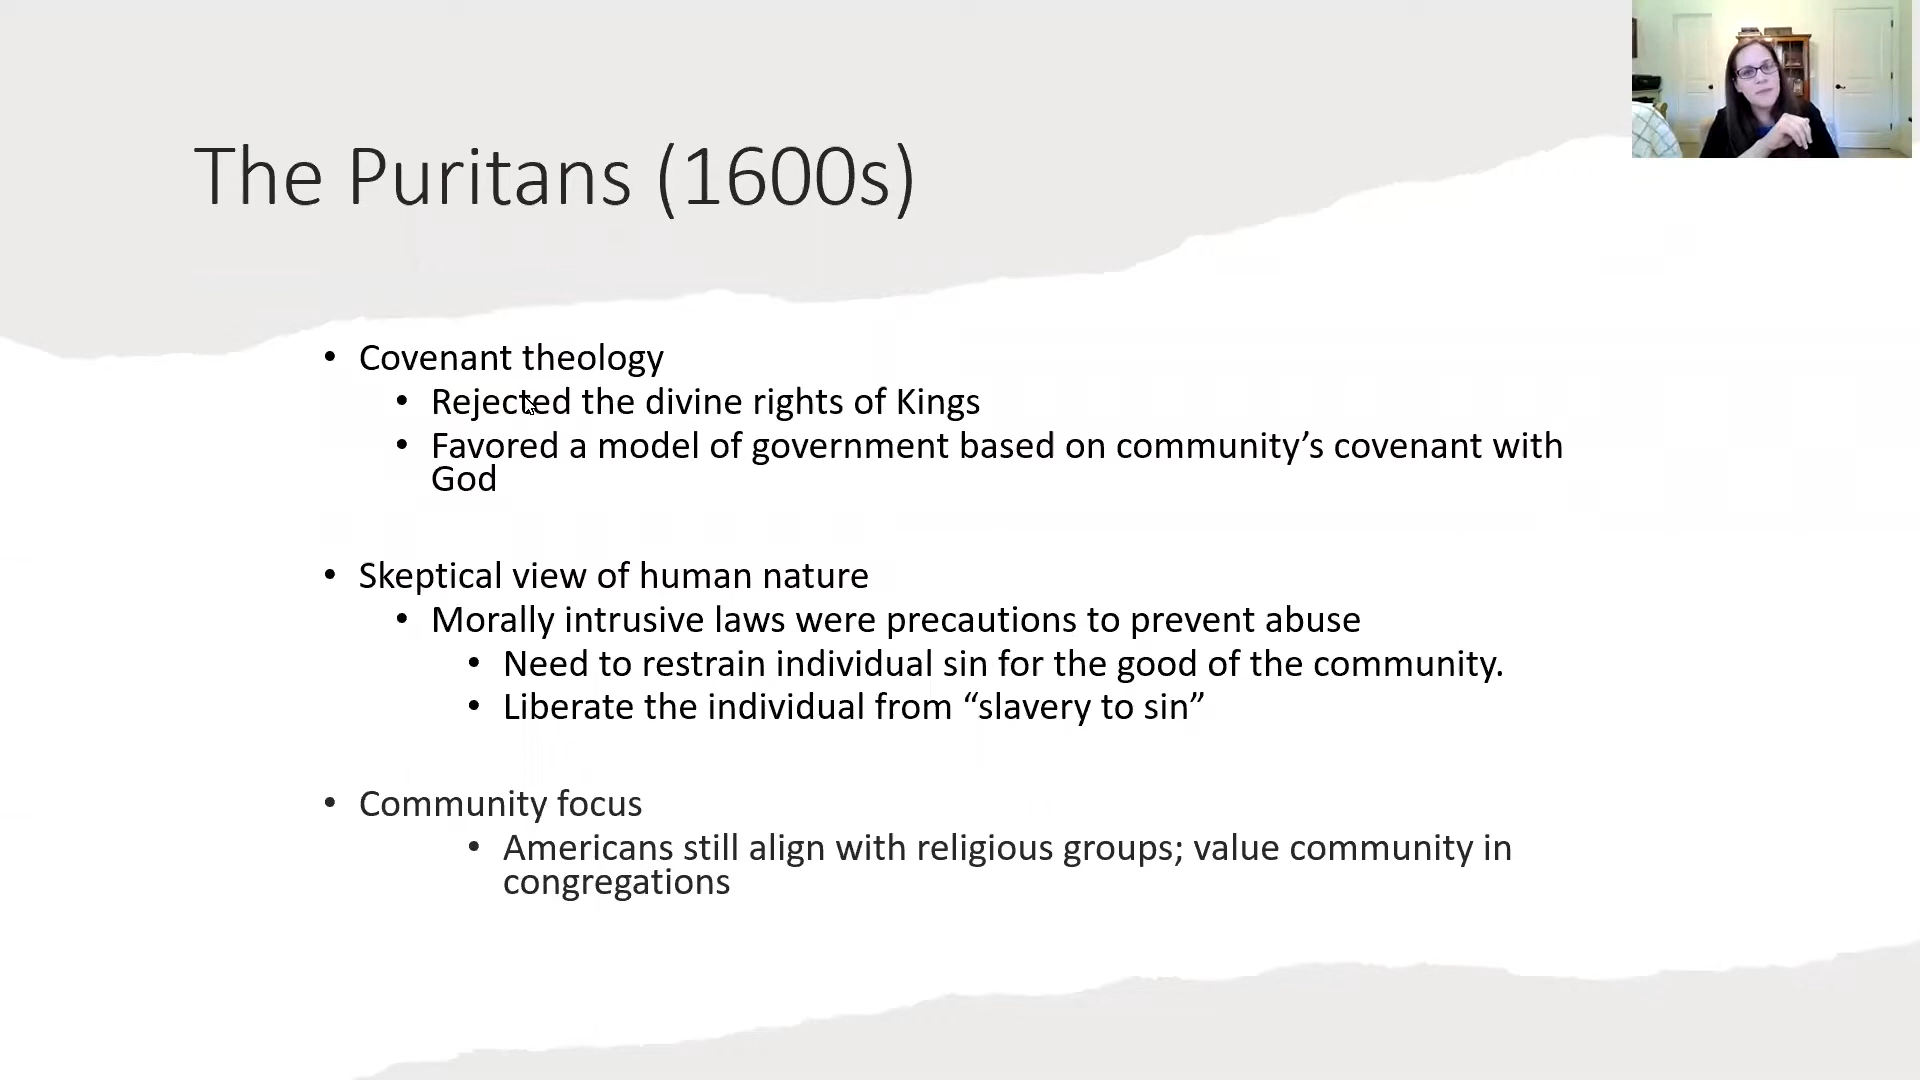 The Puritans (1600s)
• Covenant theology
• Rejected the divine rights of Kings
• Favored a model of government based on community’s covenant with
God
• Skeptical view of human nature
• Morally intrusive laws were precautions to prevent abuse
• Need to restrain individual sin for the good of the community.
• Liberate the individual from “slavery to sin”
• Community focus
• Americans still align with religious groups; value community in
congregations